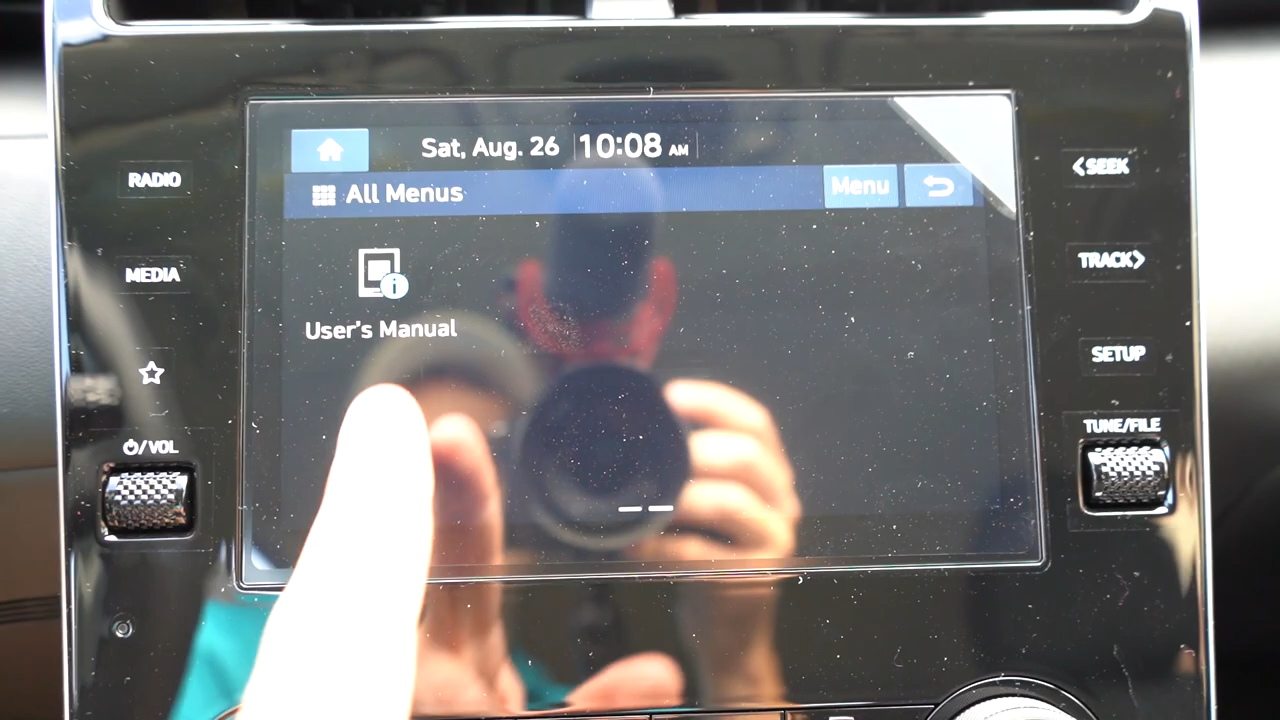 Sat, Aug. 26 10:08 AM
All Menus
Menu
User's Manual
RADIO
MEDIA
/VOL
<SEEK
TRACK>
SETUP
TUNE/FILE